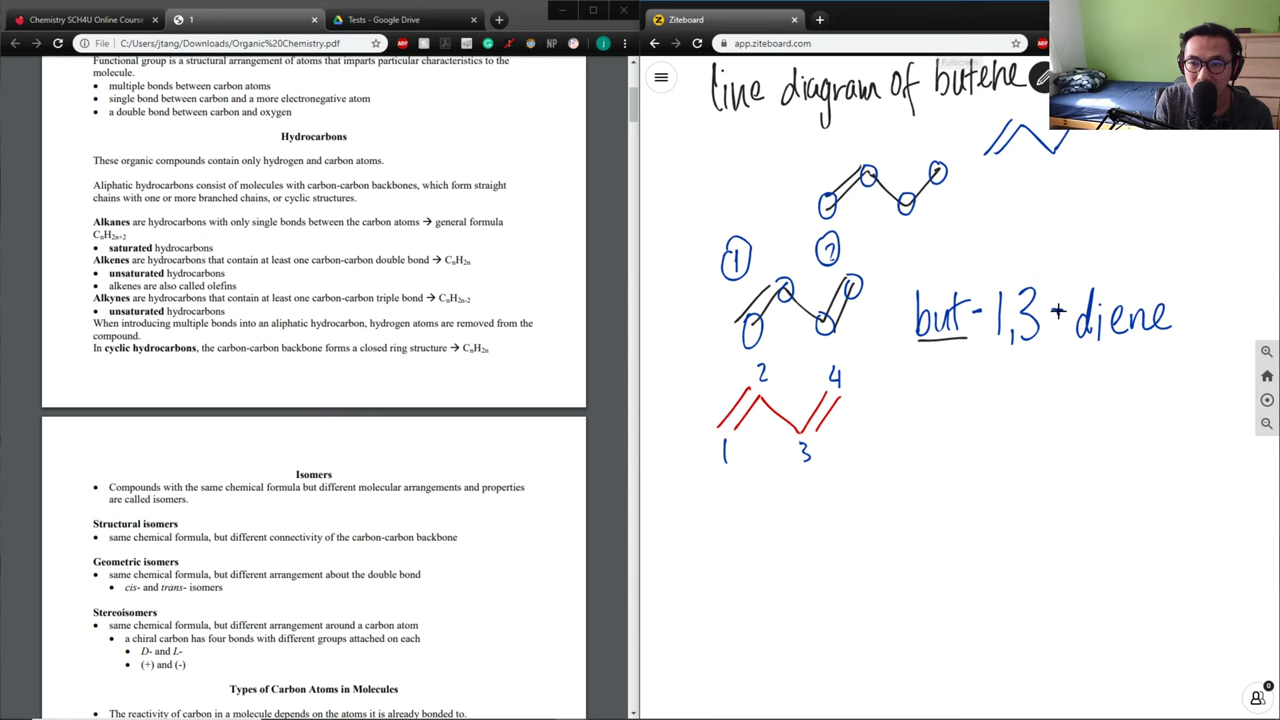 Chemistry SCH4U Online Course
1
Tests - Google Drive
Ziteboard
File C:/Users/jtang/Downloads/Organic%20Chemistry.pdf
ABP
NP
j
app.ziteboard.com
Functional group is a structural arrangement of atoms that imparts particular characteristics to the
molecule.
• multiple bonds between carbon atoms
• single bond between carbon and a more electronegative atom
• a double bond between carbon and oxygen
Hydrocarbons
These organic compounds contain only hydrogen and carbon atoms.
Aliphatic hydrocarbons consist of molecules with carbon-carbon backbones, which form straight
chains with one or more branched chains, or cyclic structures.
Alkanes are hydrocarbons with only single bonds between the carbon atoms → general formula
CnH2n+2
• saturated hydrocarbons
Alkenes are hydrocarbons that contain at least one carbon-carbon double bond → CnH2n
• unsaturated hydrocarbons
• alkenes are also called olefins
Alkynes are hydrocarbons that contain at least one carbon-carbon triple bond → CnH2n-2
• unsaturated hydrocarbons
When introducing multiple bonds into an aliphatic hydrocarbon, hydrogen atoms are removed from the
compound.
In cyclic hydrocarbons, the carbon-carbon backbone forms a closed ring structure → CnH2n
Isomers
• Compounds with the same chemical formula but different molecular arrangements and properties
are called isomers.
Structural isomers
• same chemical formula, but different connectivity of the carbon-carbon backbone
Geometric isomers
• same chemical formula, but different arrangement about the double bond
• cis- and trans- isomers
Stereoisomers
• same chemical formula, but different arrangement around a carbon atom
• a chiral carbon has four bonds with different groups attached on each
• D- and L-
• (+) and (-)
Types of Carbon Atoms in Molecules
• The reactivity of carbon in a molecule depends on the atoms it is already bonded to.
line diagram of butene
1 2
but-1,3-diene
2 4
1 3
0